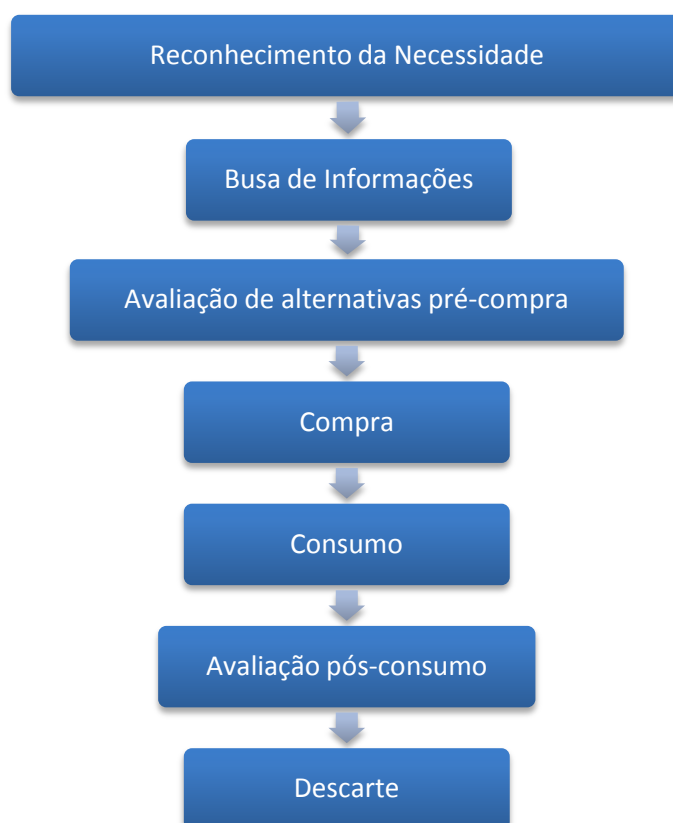 Reconhecimento da Necessidade
Busa de Informações
Avaliação de alternativas pré-compra
Compra
Consumo
Avaliação pós-consumo
Descarte